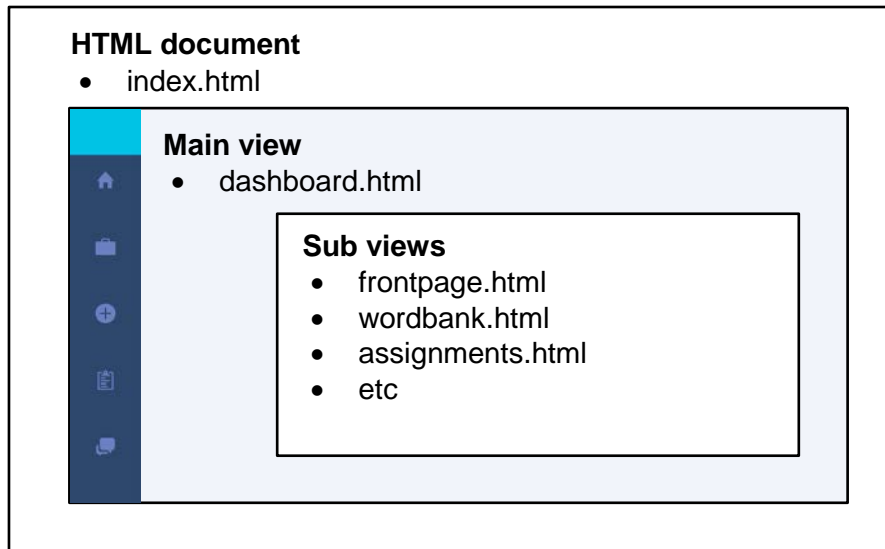 HTML document
• index.html
Main view
• dashboard.html
Sub views
• frontpage.html
• wordbank.html
• assignments.html
• etc